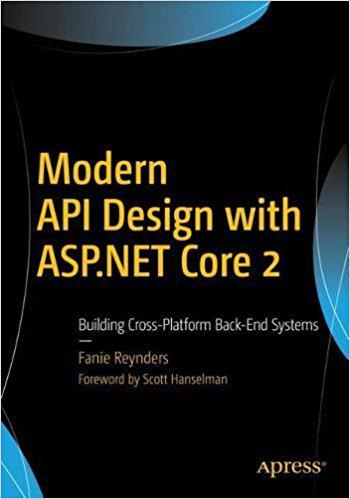 Modern
API Design with
ASP.NET Core 2
Building Cross-Platform Back-End Systems
—
Fanie Reynders
Foreword by Scott Hanselman
Apress®